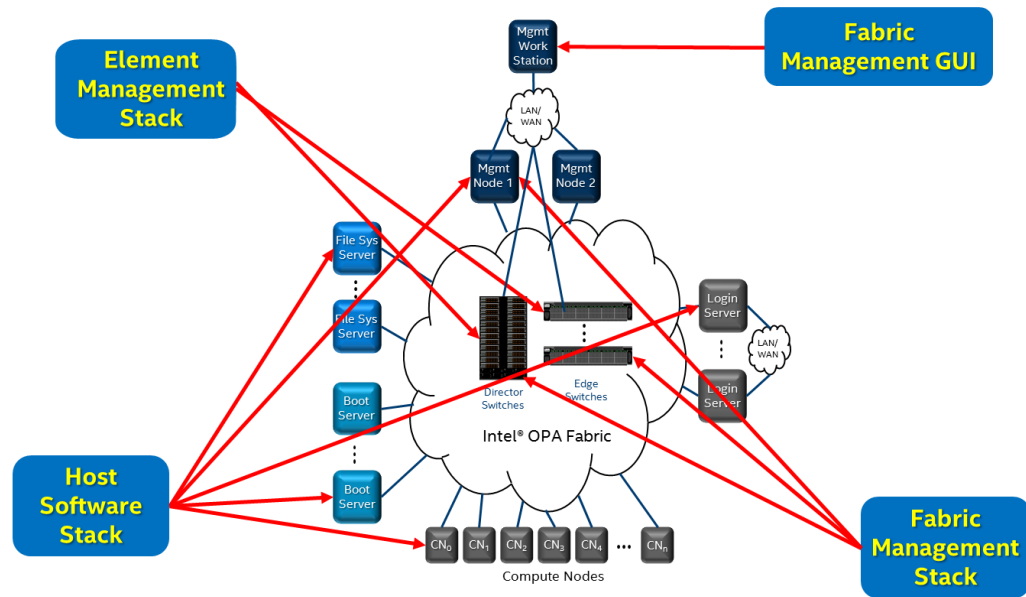 Mgmt
Work
Station
Fabric
Management GUI
Element
Management
Stack
LAN/
WAN
Mgmt
Node 1
Mgmt
Node 2
File Sys
Server
File Sys
Server
Login
Server
LAN/
WAN
Login
Server
Director
Switches
Edge
Switches
Boot
Server
Intel® OPA Fabric
Boot
Server
Host
Software
Stack
CN₀
CN₁
CN₂
CN₃
CN₄
CNₙ
Compute Nodes
Fabric
Management
Stack